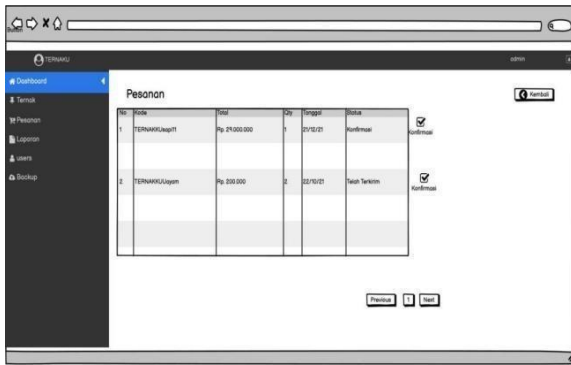 TERNAKU admin
Dashboard
Ternak
Pesanan
Laporan
users
Backup
Pesanan
Kembali
No Kode Total Qty Tanggal Status
1 TERNAKKUsapi11 Rp. 29.000.000 1 21/12/21 Konfirmasi
Konfirmasi
2 TERNAKKUUayam Rp. 200.000 2 22/10/21 Telah Terkirim
Konfirmasi
Previous 1 Next